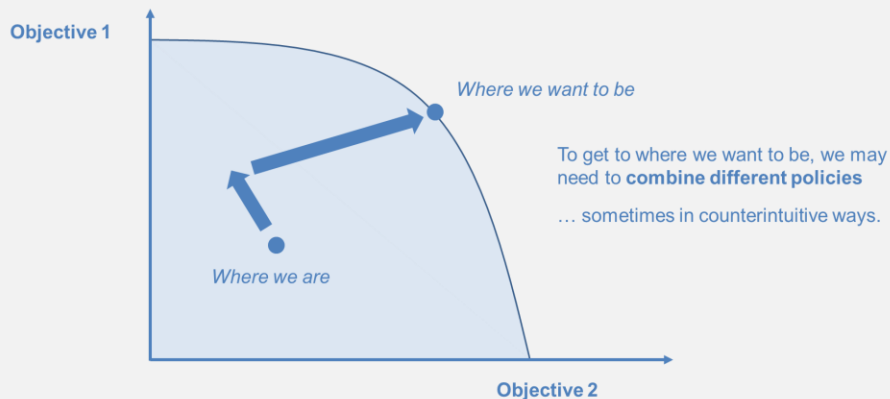 Objective 1
Where we want to be
To get to where we want to be, we may
need to combine different policies
… sometimes in counterintuitive ways.
Where we are
Objective 2